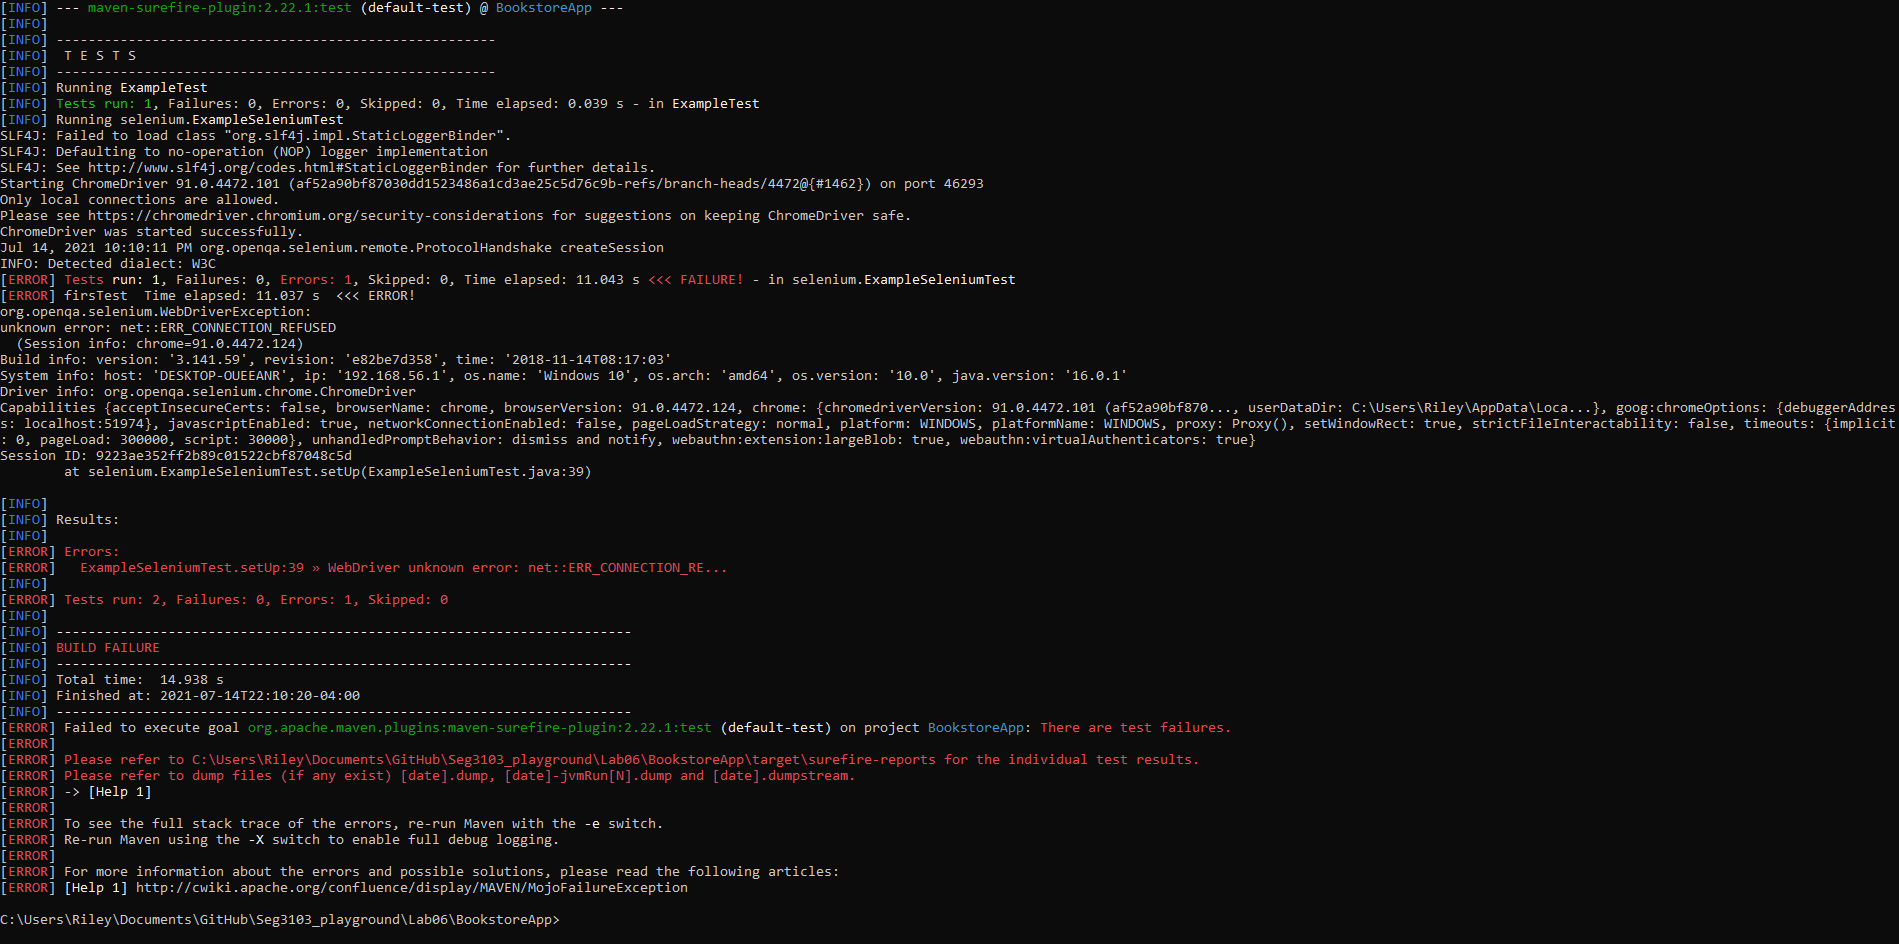 [INFO] --- maven-surefire-plugin:2.22.1:test (default-test) @ BookstoreApp ---
[INFO]
[INFO] -------------------------------------------------------
[INFO]  T E S T S
[INFO] -------------------------------------------------------
[INFO] Running ExampleTest
[INFO] Tests run: 1, Failures: 0, Errors: 0, Skipped: 0, Time elapsed: 0.039 s - in ExampleTest
[INFO] Running selenium.ExampleSeleniumTest
SLF4J: Failed to load class "org.slf4j.impl.StaticLoggerBinder".
SLF4J: Defaulting to no-operation (NOP) logger implementation
SLF4J: See http://www.slf4j.org/codes.html#StaticLoggerBinder for further details.
Starting ChromeDriver 91.0.4472.101 (af52a90bf87030dd1523486a1cd3ae25c5d76c9b-refs/branch-heads/4472@{#1462}) on port 46293
Only local connections are allowed.
Please see https://chromedriver.chromium.org/security-considerations for suggestions on keeping ChromeDriver safe.
ChromeDriver was started successfully.
Jul 14, 2021 10:10:11 PM org.openqa.selenium.remote.ProtocolHandshake createSession
INFO: Detected dialect: W3C
[ERROR] Tests run: 1, Failures: 0, Errors: 1, Skipped: 0, Time elapsed: 11.043 s <<< FAILURE! - in selenium.ExampleSeleniumTest
[ERROR] firsTest  Time elapsed: 11.037 s  <<< ERROR!
org.openqa.selenium.WebDriverException:
unknown error: net::ERR_CONNECTION_REFUSED
  (Session info: chrome=91.0.4472.124)
Build info: version: '3.141.59', revision: 'e82be7d358', time: '2018-11-14T08:17:03'
System info: host: 'DESKTOP-OUEEANR', ip: '192.168.56.1', os.name: 'Windows 10', os.arch: 'amd64', os.version: '10.0', java.version: '16.0.1'
Driver info: org.openqa.selenium.chrome.ChromeDriver
Capabilities {acceptInsecureCerts: false, browserName: chrome, browserVersion: 91.0.4472.124, chrome: {chromedriverVersion: 91.0.4472.101 (af52a90bf870..., userDataDir: C:\Users\Riley\AppData\Loca...}, goog:chromeOptions: {debuggerAddres
s: localhost:51974}, javascriptEnabled: true, networkConnectionEnabled: false, pageLoadStrategy: normal, platform: WINDOWS, platformName: WINDOWS, proxy: Proxy(), setWindowRect: true, strictFileInteractability: false, timeouts: {implicit
: 0, pageLoad: 300000, script: 30000}, unhandledPromptBehavior: dismiss and notify, webauthn:extension:largeBlob: true, webauthn:virtualAuthenticators: true}
Session ID: 9223ae352ff2b89c01522cbf87048c5d
        at selenium.ExampleSeleniumTest.setUp(ExampleSeleniumTest.java:39)
[INFO]
[INFO] Results:
[INFO]
[ERROR] Errors:
[ERROR]   ExampleSeleniumTest.setUp:39 » WebDriver unknown error: net::ERR_CONNECTION_RE...
[INFO]
[ERROR] Tests run: 2, Failures: 0, Errors: 1, Skipped: 0
[INFO]
[INFO] ------------------------------------------------------------------------
[INFO] BUILD FAILURE
[INFO] ------------------------------------------------------------------------
[INFO] Total time:  14.938 s
[INFO] Finished at: 2021-07-14T22:10:20-04:00
[INFO] ------------------------------------------------------------------------
[ERROR] Failed to execute goal org.apache.maven.plugins:maven-surefire-plugin:2.22.1:test (default-test) on project BookstoreApp: There are test failures.
[ERROR]
[ERROR] Please refer to C:\Users\Riley\Documents\GitHub\Seg3103_playground\Lab06\BookstoreApp\target\surefire-reports for the individual test results.
[ERROR] Please refer to dump files (if any exist) [date].dump, [date]-jvmRun[N].dump and [date].dumpstream.
[ERROR] -> [Help 1]
[ERROR]
[ERROR] To see the full stack trace of the errors, re-run Maven with the -e switch.
[ERROR] Re-run Maven using the -X switch to enable full debug logging.
[ERROR]
[ERROR] For more information about the errors and possible solutions, please read the following articles:
[ERROR] [Help 1] http://cwiki.apache.org/confluence/display/MAVEN/MojoFailureException
C:\Users\Riley\Documents\GitHub\Seg3103_playground\Lab06\BookstoreApp>